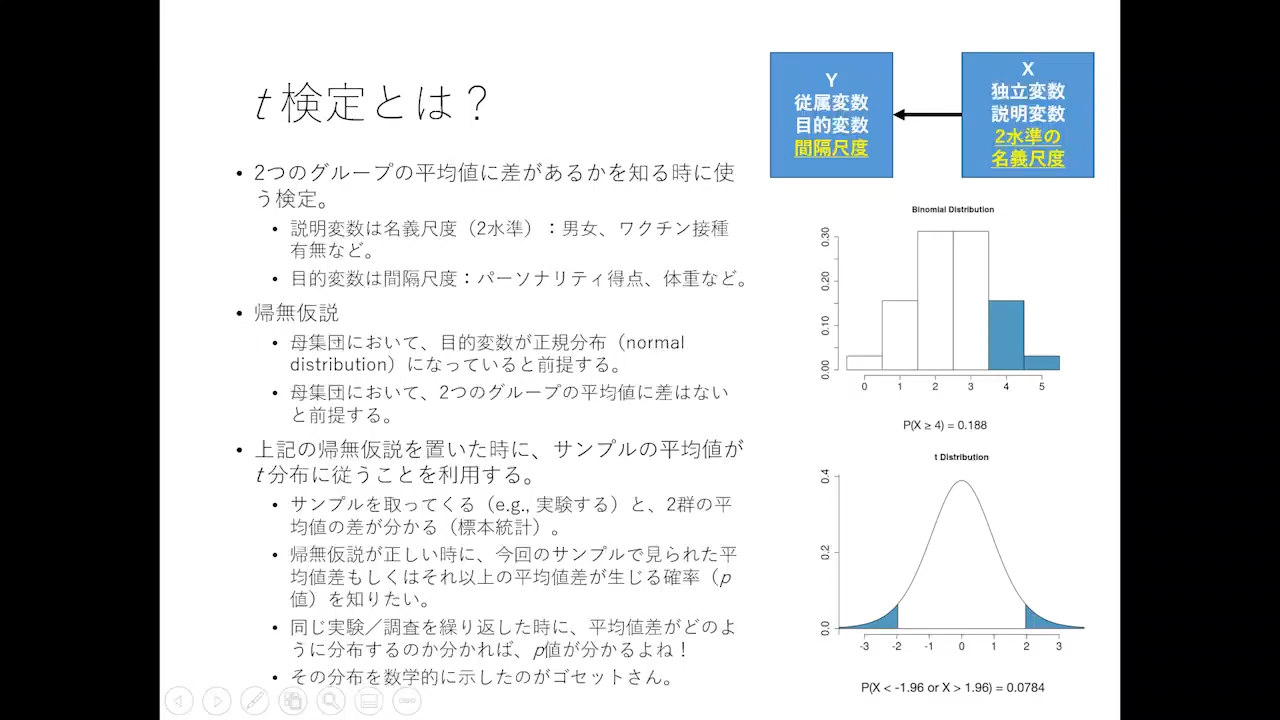 t 検定とは？
• 2つのグループの平均値に差があるかを知る時に使
う検定。
• 説明変数は名義尺度（2水準）：男女、ワクチン接種
有無など。
• 目的変数は間隔尺度：パーソナリティ得点、体重など。
• 帰無仮説
• 母集団において、目的変数が正規分布（normal
distribution）になっていると前提する。
• 母集団において、2つのグループの平均値に差はない
と前提する。
• 上記の帰無仮説を置いた時に、サンプルの平均値が
t 分布に従うことを利用する。
• サンプルを取ってくる（e.g., 実験する）と、2群の平
均値の差が分かる（標本統計）。
• 帰無仮説が正しい時に、今回のサンプルで見られた平
均値差もしくはそれ以上の平均値差が生じる確率（p
値）を知りたい。
• 同じ実験／調査を繰り返した時に、平均値差がどのよ
うに分布するのか分かれば、p値が分かるよね！
• その分布を数学的に示したのがゴセットさん。
Y
従属変数
目的変数
間隔尺度
X
独立変数
説明変数
2水準の
名義尺度
Binomial Distribution
0.30
0.20
0.10
0.00
0 1 2 3 4 5
P(X ≥ 4) = 0.188
t Distribution
0.4
0.2
0.0
-3 -2 -1 0 1 2 3
P(X < -1.96 or X > 1.96) = 0.0784